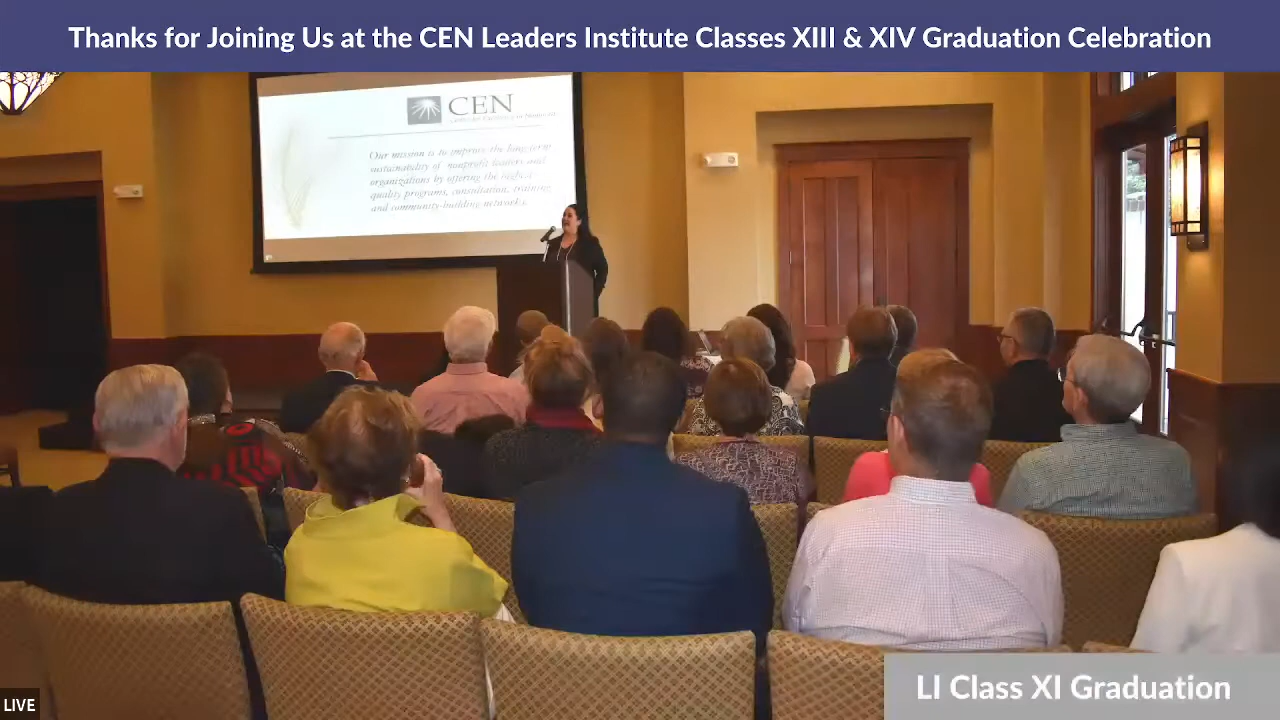 Thanks for Joining Us at the CEN Leaders Institute Classes XIII & XIV Graduation Celebration
CEN
Our mission is to improve the long-term
sustainability of nonprofit leaders and
organizations by offering the highest
quality programs, consultation, training
and community-building networks.
LI Class XI Graduation
LIVE